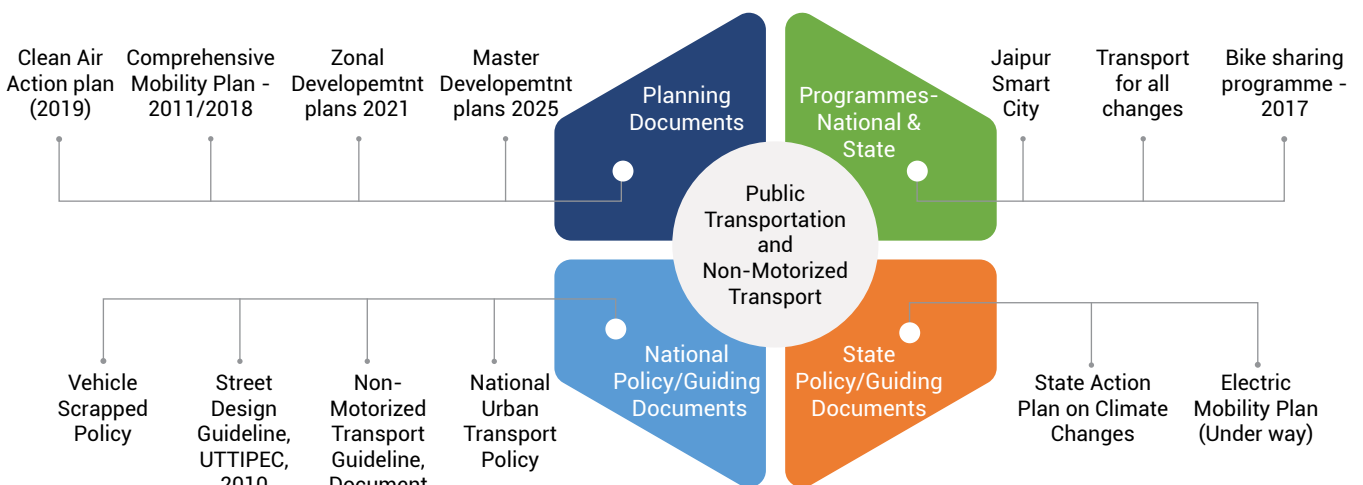 Clean Air
Action plan
(2019)
Comprehensive
Mobility Plan -
2011/2018
Zonal
Developemtnt
plans 2021
Master
Developemtnt
plans 2025
Planning
Documents
Programmes-
National &
State
Jaipur
Smart
City
Transport
for all
changes
Bike sharing
programme -
2017
Public
Transportation
and
Non-Motorized
Transport
Vehicle
Scrapped
Policy
Street
Design
Guideline,
UTTIPEC,
2010
Non-
Motorized
Transport
Guideline,
Document
National
Urban
Transport
Policy
National
Policy/Guiding
Documents
State
Policy/Guiding
Documents
State Action
Plan on Climate
Changes
Electric
Mobility Plan
(Under way)